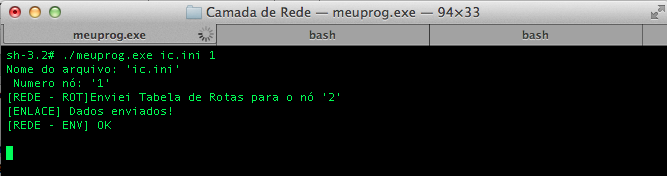 Camada de Rede — meuprog.exe — 94×33
meuprog.exe bash bash
sh-3.2# ./meuprog.exe ic.ini 1
Nome do arquivo: 'ic.ini'
Numero nó: '1'
[REDE - ROT]Enviei Tabela de Rotas para o nó '2'
[ENLACE] Dados enviados!
[REDE - ENV] OK